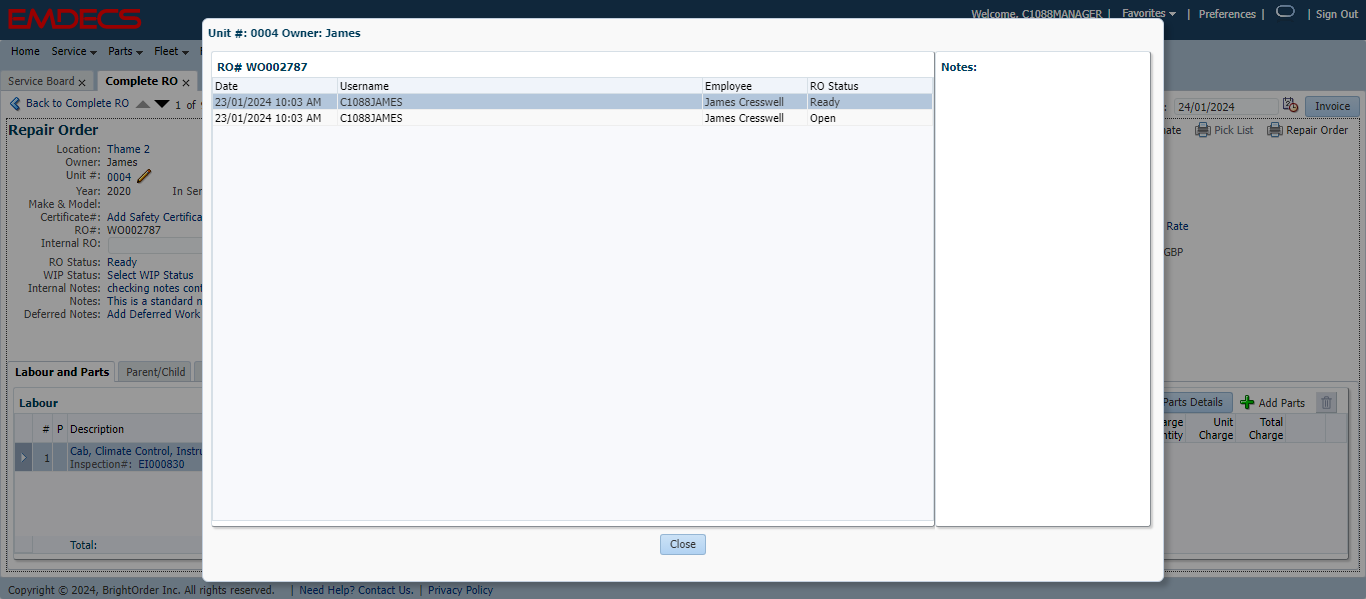 EMDECS
Welcome, C1088MANAGER | Favorites | Preferences | | Sign Out
Home Service Parts Fleet
Service Board x Complete RO x
Back to Complete RO 1 of
24/01/2024 Invoice
Pick List Repair Order
Repair Order
Location: Thame 2
Owner: James
Unit #: 0004
Year: 2020 In Ser
Make & Model:
Certificate#: Add Safety Certifica
RO#: WO002787
Internal RO:
RO Status: Ready
WIP Status: Select WIP Status
Internal Notes: checking notes cont
Notes: This is a standard n
Deferred Notes: Add Deferred Work
Rate
GBP
Labour and Parts Parent/Child
Labour
# P Description
1 Cab, Climate Control, Instru
Inspection#: EI000830
Total:
Parts Details Add Parts
Unit Charge
Total Charge
Unit #: 0004 Owner: James
RO# WO002787
Date Username Employee RO Status
23/01/2024 10:03 AM C1088JAMES James Cresswell Ready
23/01/2024 10:03 AM C1088JAMES James Cresswell Open
Notes:
Close
Copyright © 2024, BrightOrder Inc. All rights reserved. | Need Help? Contact Us. | Privacy Policy